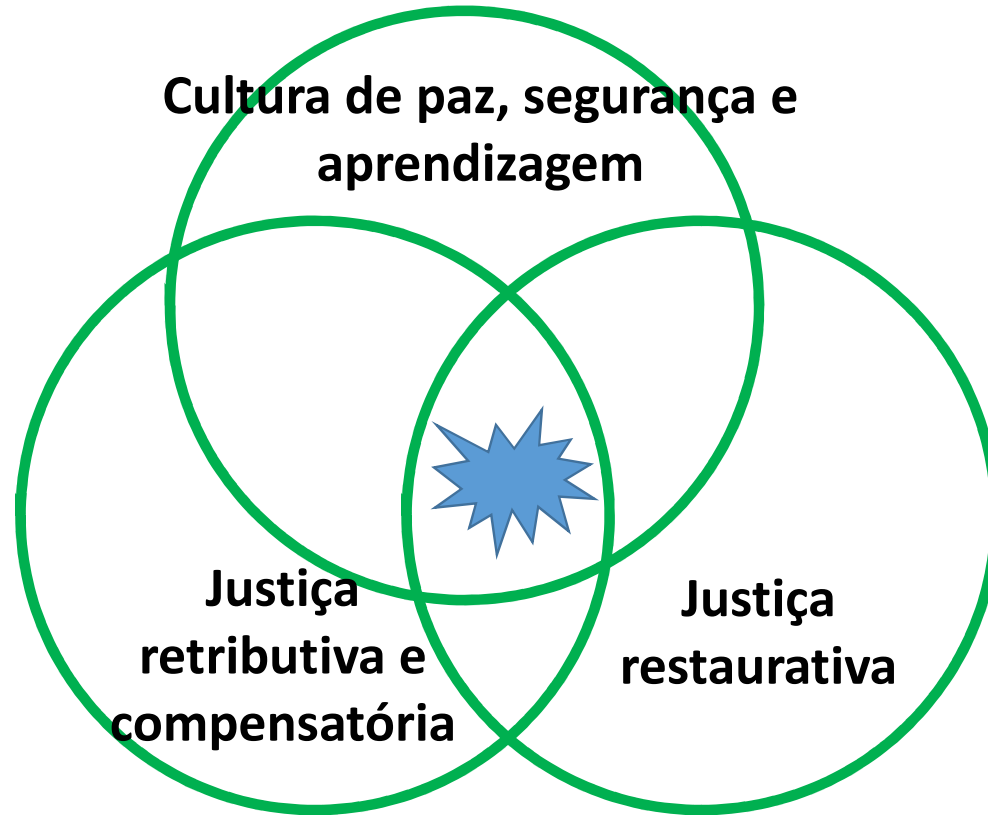 Cultura de paz, segurança e
aprendizagem
Justiça
retributiva e
compensatória
Justiça
restaurativa